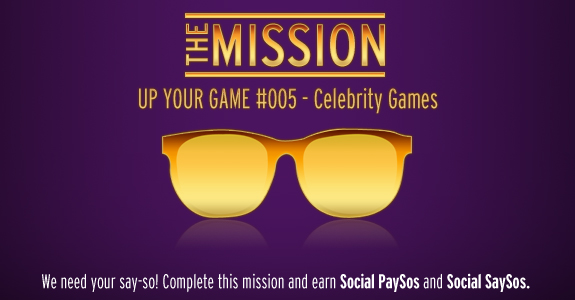 THE MISSION
UP YOUR GAME #005 - Celebrity Games
We need your say-so! Complete this mission and earn Social PaySos and Social SaySos.